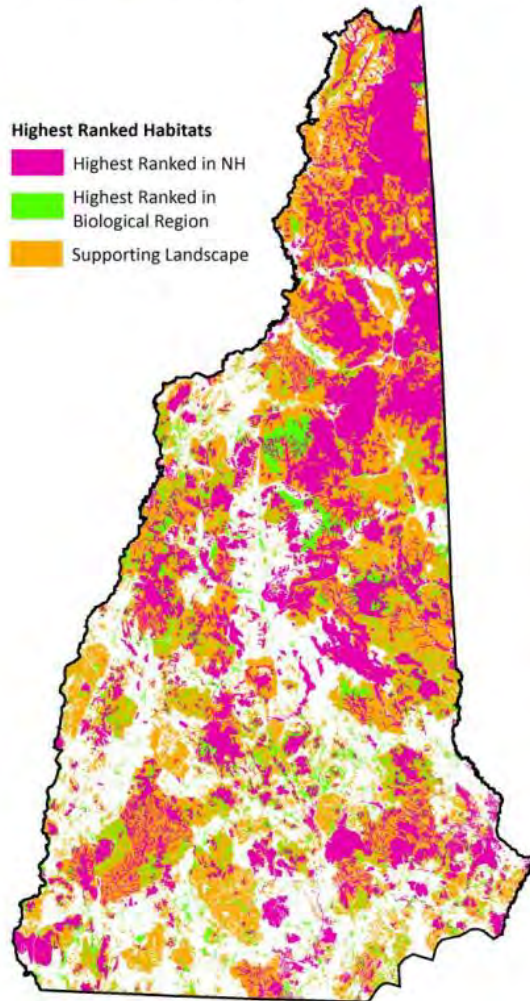 Highest Ranked Habitats
Highest Ranked in NH
Highest Ranked in
Biological Region
Supporting Landscape